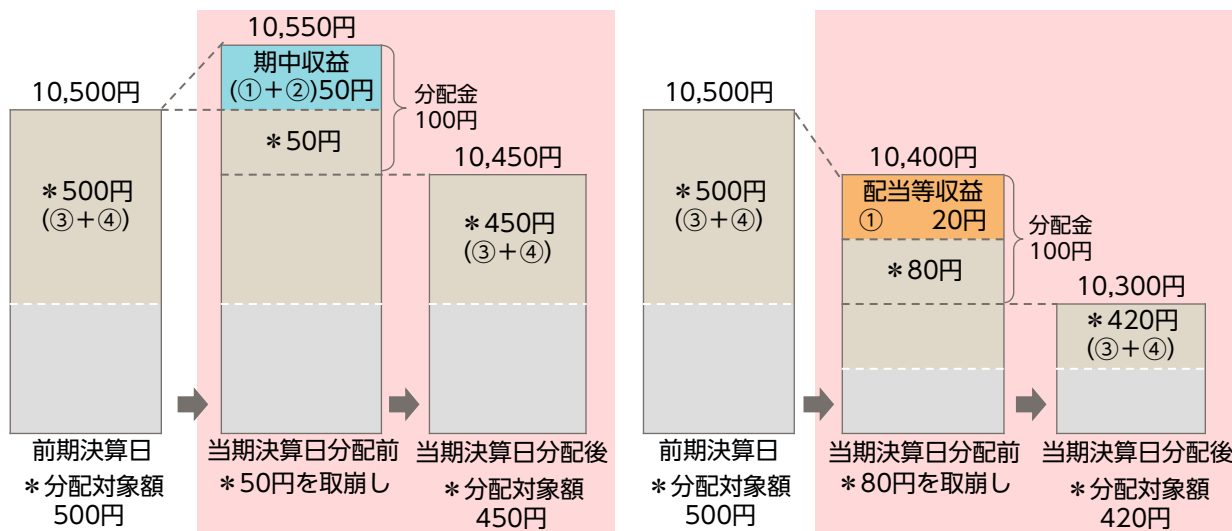 10,500円
＊500円
(③＋④)
前期決算日
＊分配対象額
500円
10,550円
期中収益
(①＋②)50円
＊50円
分配金
100円
当期決算日分配前
＊50円を取崩し
10,450円
＊450円
(③＋④)
当期決算日分配後
＊分配対象額
450円
10,500円
＊500円
(③＋④)
前期決算日
＊分配対象額
500円
10,400円
配当等収益
① 20円
＊80円
分配金
100円
当期決算日分配前
＊80円を取崩し
10,300円
＊420円
(③＋④)
当期決算日分配後
＊分配対象額
420円